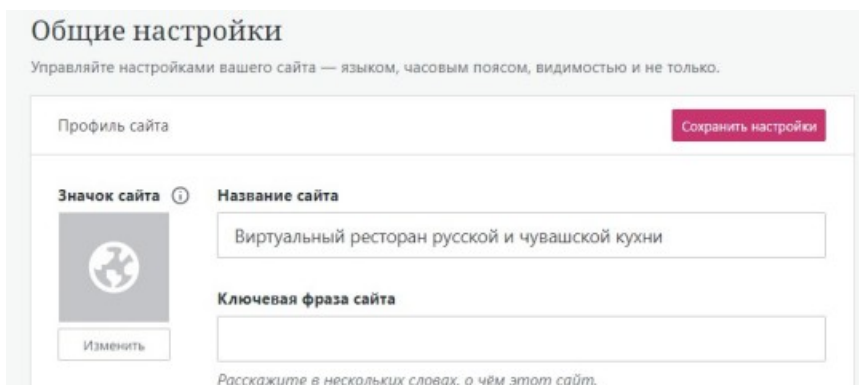 Общие настройки
Управляйте настройками вашего сайта — языком, часовым поясом, видимостью и не только.
Профиль сайта
Сохранить настройки
Значок сайта
Название сайта
Виртуальный ресторан русской и чувашской кухни
Ключевая фраза сайта
Изменить
Расскажите в нескольких словах, о чём этот сайт.